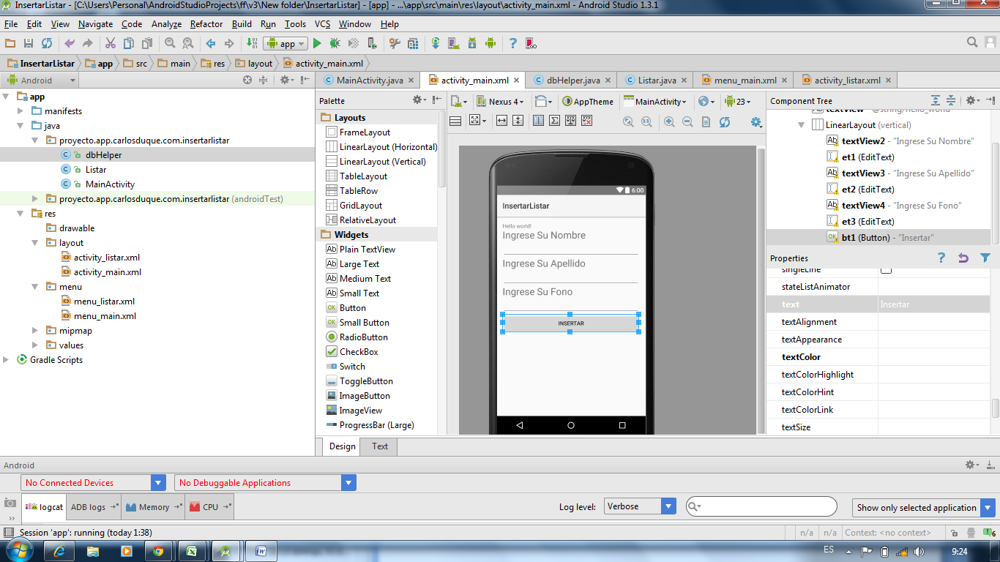 InsertarListar - [C:\Users\Personal\AndroidStudioProjects\ff\v3\New folder\InsertarListar] - [app] - ...\app\src\main\res\layout\activity_main.xml - Android Studio 1.3.1
File Edit View Navigate Code Analyze Refactor Build Run Tools VCS Window Help
app
InsertarListar app src main res layout activity_main.xml
Android
MainActivity.java activity_main.xml dbHelper.java Listar.java menu_main.xml activity_listar.xml
app
manifests
java
proyecto.app.carlosduque.com.insertarlistar
dbHelper
Listar
MainActivity
proyecto.app.carlosduque.com.insertarlistar (androidTest)
res
drawable
layout
activity_listar.xml
activity_main.xml
menu
menu_listar.xml
menu_main.xml
mipmap
values
Gradle Scripts
Palette
Layouts
FrameLayout
LinearLayout (Horizontal)
LinearLayout (Vertical)
TableLayout
TableRow
GridLayout
RelativeLayout
Widgets
Plain TextView
Large Text
Medium Text
Small Text
Button
Small Button
RadioButton
CheckBox
Switch
ToggleButton
ImageButton
ImageView
ProgressBar (Large)
Nexus 4 AppTheme MainActivity 23
6:00
InsertarListar
Hello world!
Ingrese Su Nombre
Ingrese Su Apellido
Ingrese Su Fono
INSERTAR
Design Text
Component Tree
textView - @string/hello_world
LinearLayout (vertical)
textView2 - "Ingrese Su Nombre"
et1 (EditText)
textView3 - "Ingrese Su Apellido"
et2 (EditText)
textView4 - "Ingrese Su Fono"
et3 (EditText)
bt1 (Button) - "Insertar"
Properties
singleLine
stateListAnimator
text Insertar
textAlignment
textAppearance
textColor
textColorHighlight
textColorHint
textColorLink
textSize
Android
No Connected Devices No Debuggable Applications
logcat ADB logs Memory CPU Log level: Verbose Show only selected application
Session 'app': running (today 1:38) n/a n/a Context: <no context> 6
ES 9:24